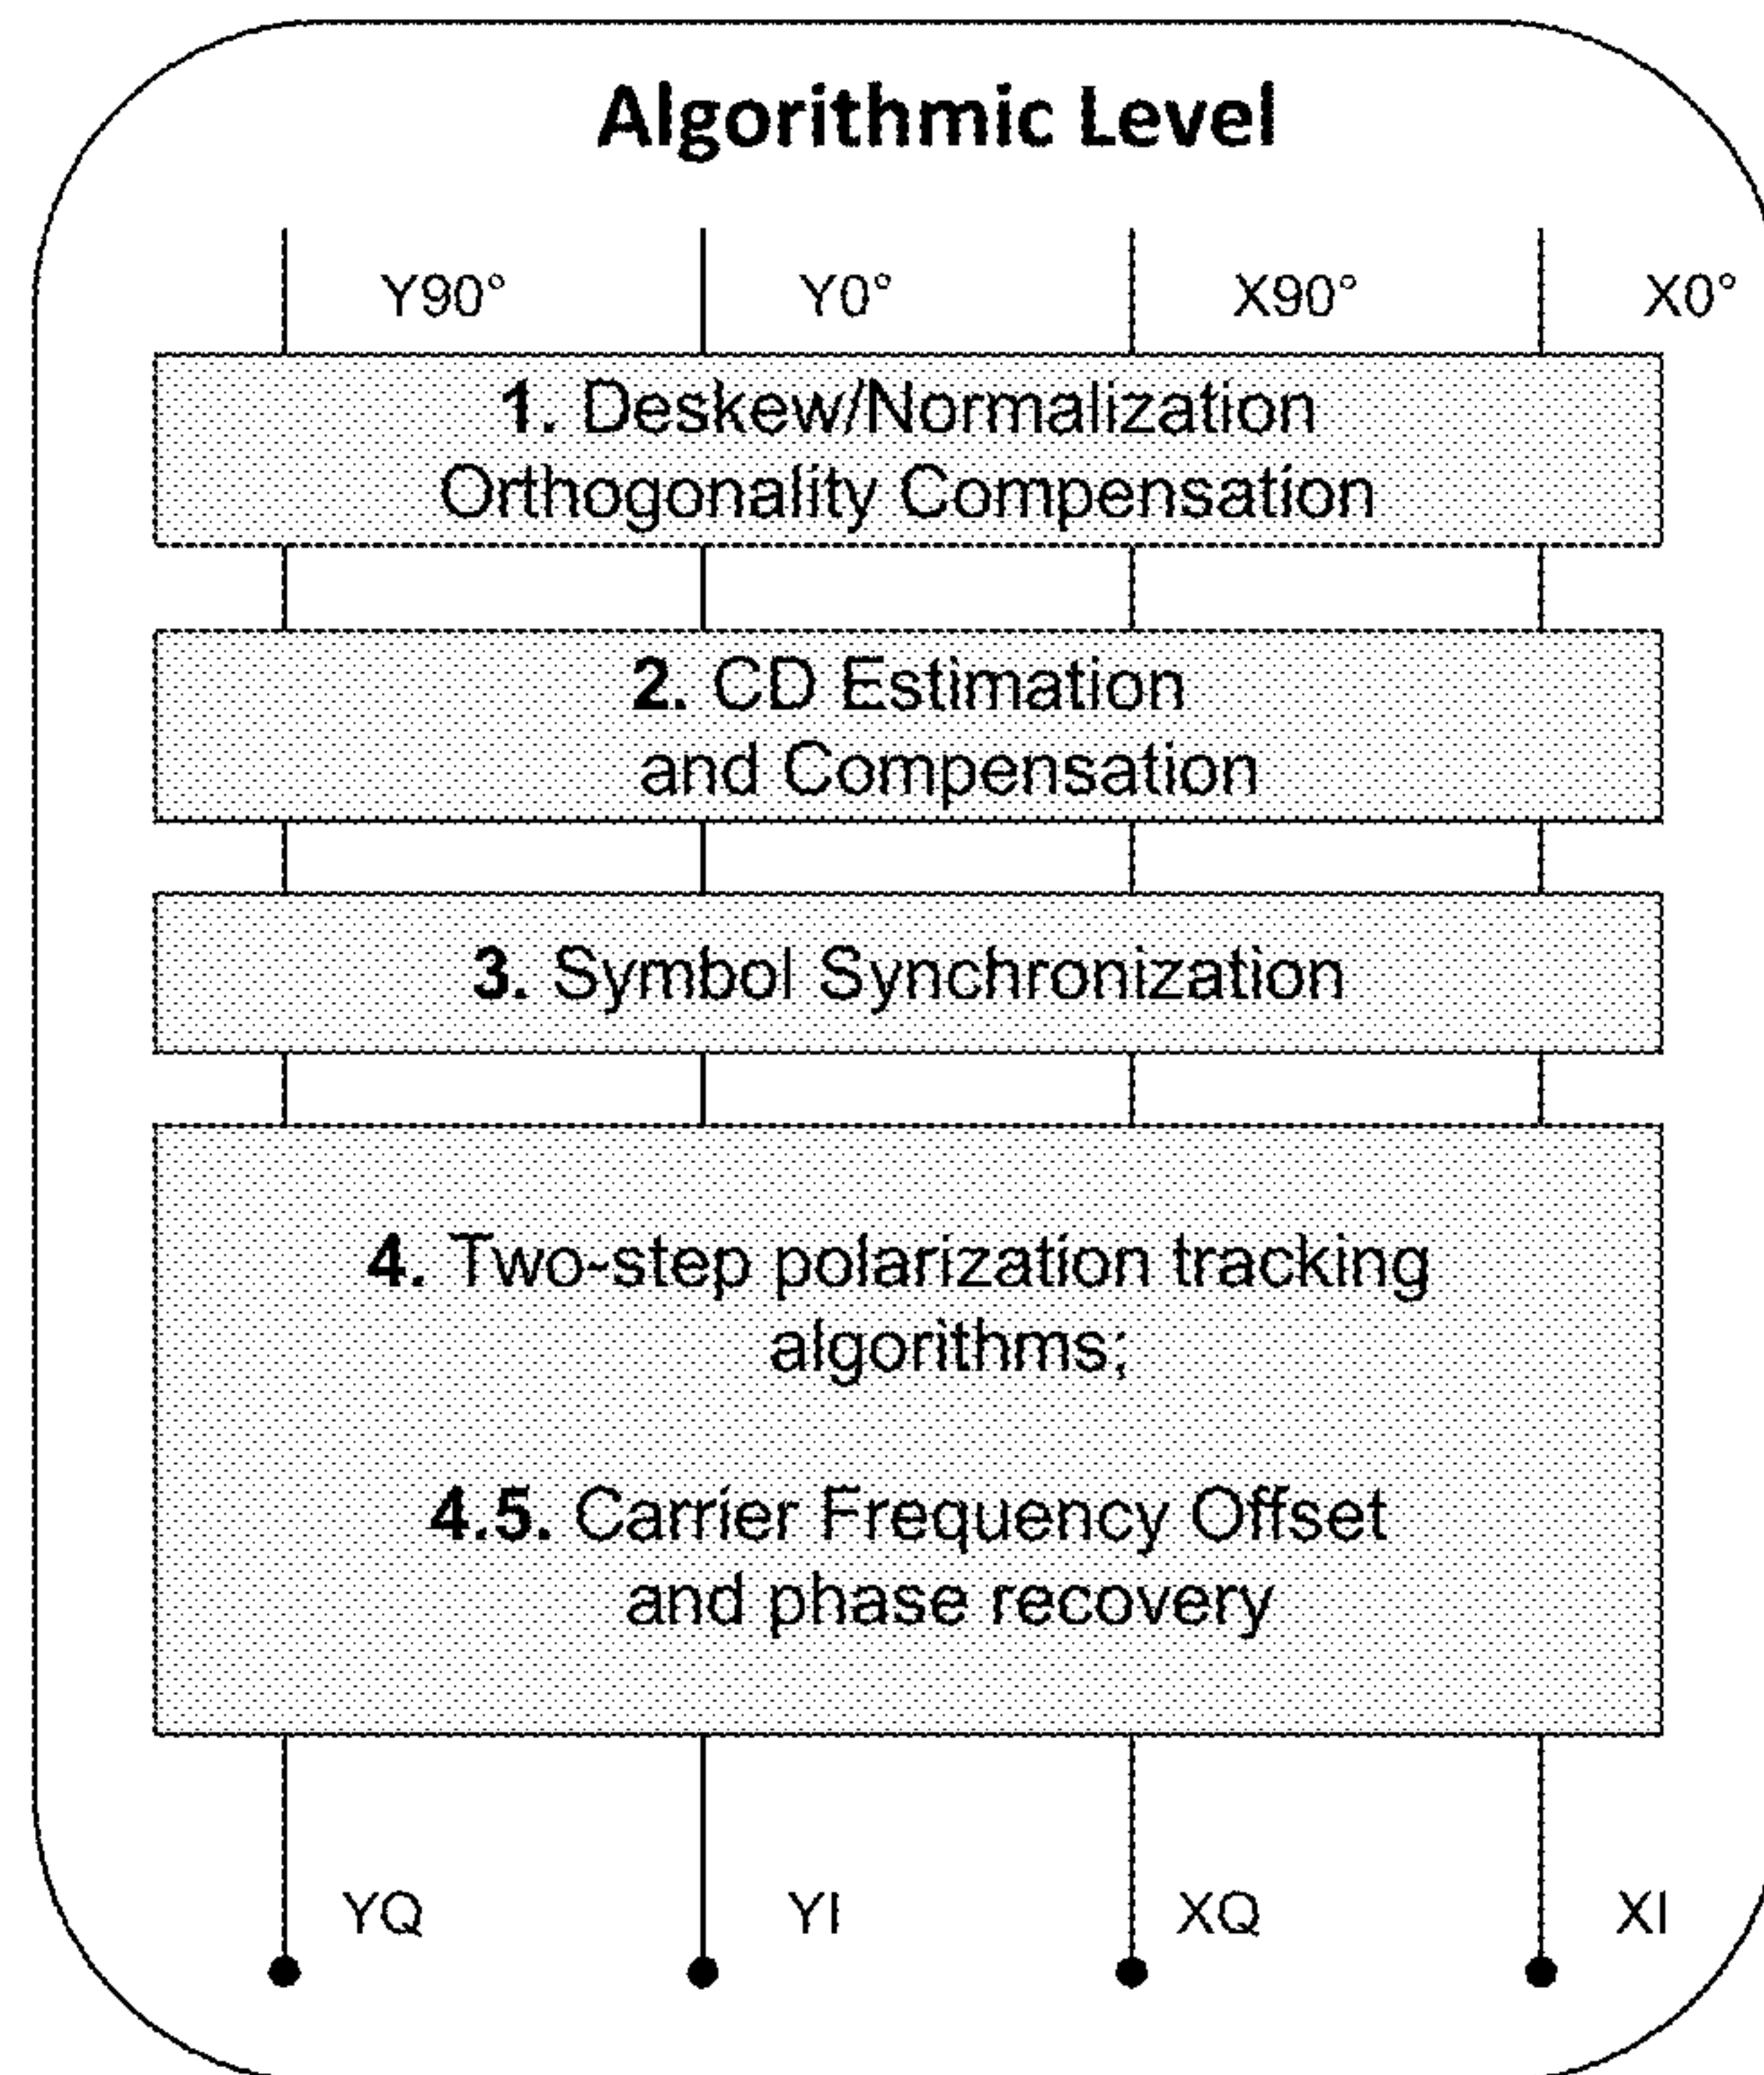 Algorithmic Level
Y90° Y0° X90° X0°
1. Deskew/Normalization
Orthogonality Compensation
2. CD Estimation
and Compensation
3. Symbol Synchronization
4. Two-step polarization tracking
algorithms;
4.5. Carrier Frequency Offset
and phase recovery
YQ YI XQ XI